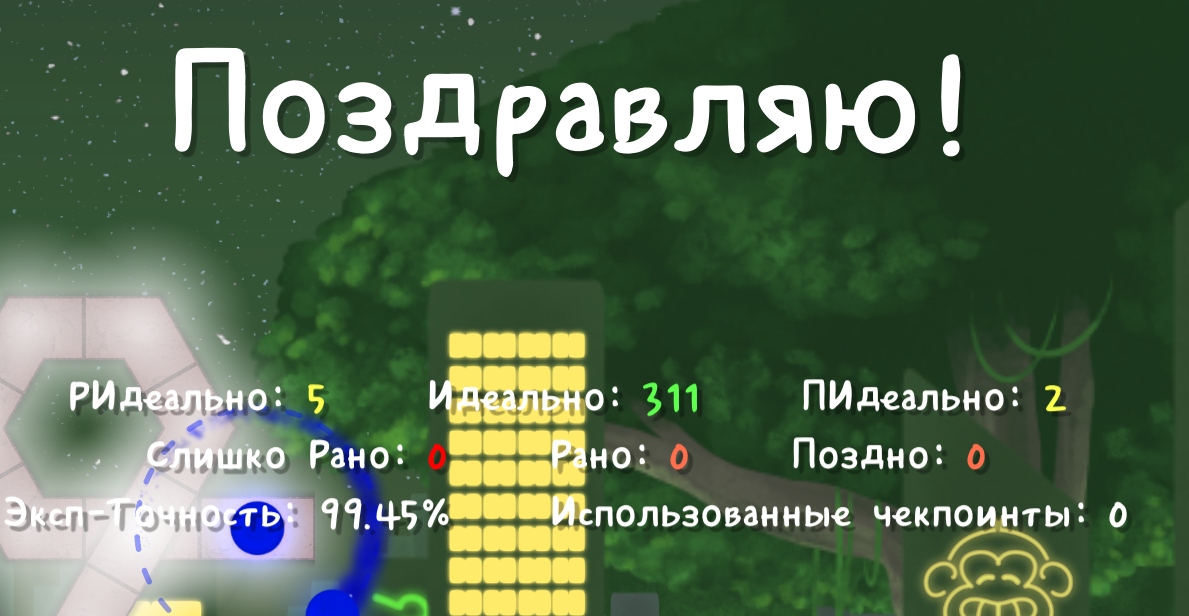 Поздравляю!
РИдеально: 5 Идеально: 311 ПИдеально: 2
Слишко Рано: 0 Рано: 0 Поздно: 0
Эксп-Точность: 99.45% Использованные чекпоинты: 0